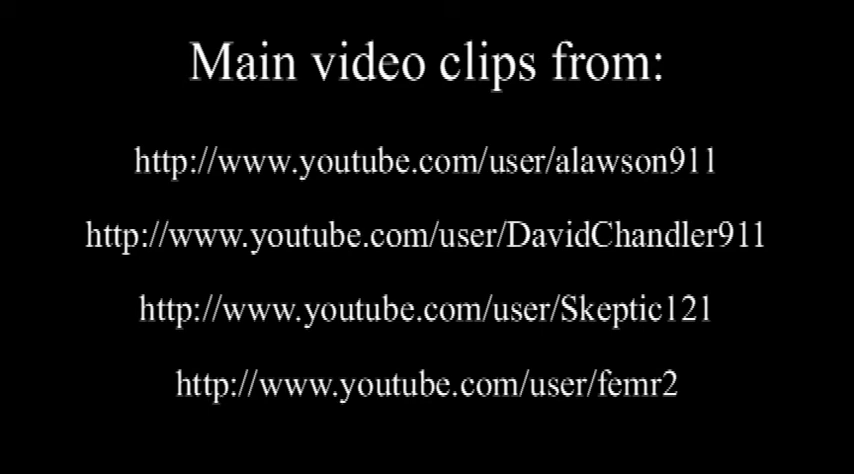 Main video clips from:
http://www.youtube.com/user/alawson911
http://www.youtube.com/user/DavidChandler911
http://www.youtube.com/user/Skeptic121
http://www.youtube.com/user/femr2